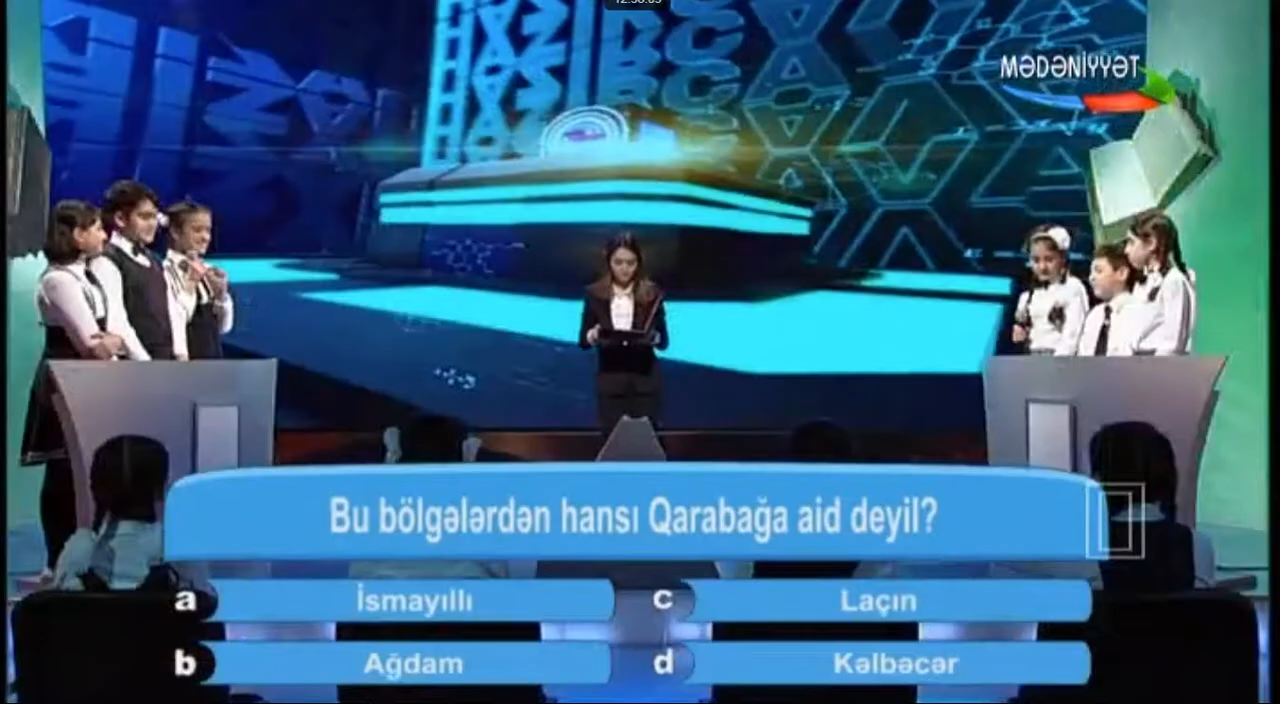 MƏDƏNİYYƏT
Bu bölgələrdən hansı Qarabağa aid deyil?
a İsmayıllı
c Laçın
b Ağdam
d Kəlbəcər